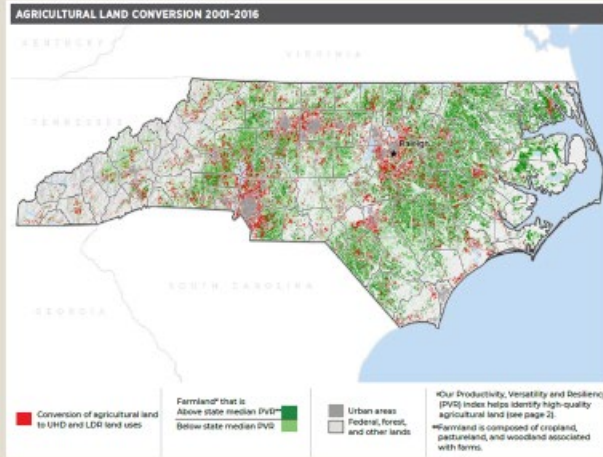 AGRICULTURAL LAND CONVERSION 2001-2016
KENTUCKY
VIRGINIA
TENNESSEE
Raleigh
SOUTH CAROLINA
GEORGIA
Conversion of agricultural land
to UHD and LDR land uses
Farmland* that is
Above state median PVR**
Below state median PVR
Urban areas
Federal, forest,
and other lands
*Our Productivity, Versatility and Resiliency
(PVR) Index helps identify high-quality
agricultural land (see page 2).
**Farmland is composed of cropland,
pastureland, and woodland associated
with farms.